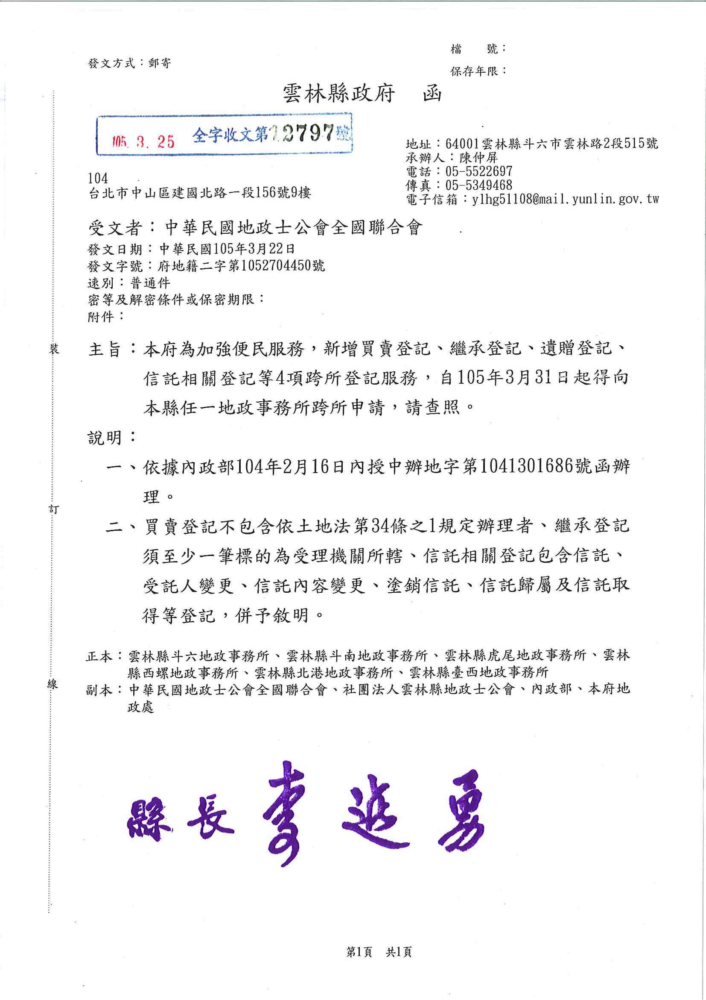 檔　　號：
發文方式：郵寄
保存年限：
雲林縣政府　函
105. 3. 25 全字收文第12797號
地址：64001雲林縣斗六市雲林路2段515號
承辦人：陳仲屏
電話：05-5522697
傳真：05-5349468
電子信箱：ylhg51108@mail.yunlin.gov.tw
104
台北市中山區建國北路一段156號9樓
受文者：中華民國地政士公會全國聯合會
發文日期：中華民國105年3月22日
發文字號：府地籍二字第1052704450號
速別：普通件
密等及解密條件或保密期限：
附件：
主旨：本府為加強便民服務，新增買賣登記、繼承登記、遺贈登記、
信託相關登記等4項跨所登記服務，自105年3月31日起得向
本縣任一地政事務所跨所申請，請查照。
說明：
一、依據內政部104年2月16日內授中辦地字第1041301686號函辦
理。
二、買賣登記不包含依土地法第34條之1規定辦理者、繼承登記
須至少一筆標的為受理機關所轄、信託相關登記包含信託、
受託人變更、信託內容變更、塗銷信託、信託歸屬及信託取
得等登記，併予敘明。
正本：雲林縣斗六地政事務所、雲林縣斗南地政事務所、雲林縣虎尾地政事務所、雲林
縣西螺地政事務所、雲林縣北港地政事務所、雲林縣臺西地政事務所
副本：中華民國地政士公會全國聯合會、社團法人雲林縣地政士公會、內政部、本府地
政處
縣長李進勇
裝
訂
線
第1頁　共1頁